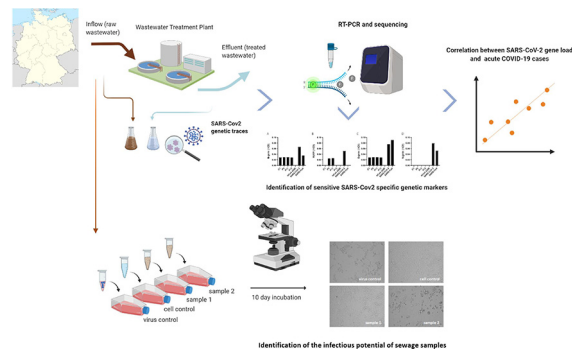 Inflow (raw
wastewater)
Wastewater Treatment Plant
Effluent (treated
wastewater)
SARS-Cov2
genetic traces
RT-PCR and sequencing
Identification of sensitive SARS-Cov2 specific genetic markers
Correlation between SARS-CoV-2 gene load
and acute COVID-19 cases
sample 2
sample 1
cell control
virus control
10 day incubation
virus control
cell control
sample 2
Identification of the infectious potential of sewage samples